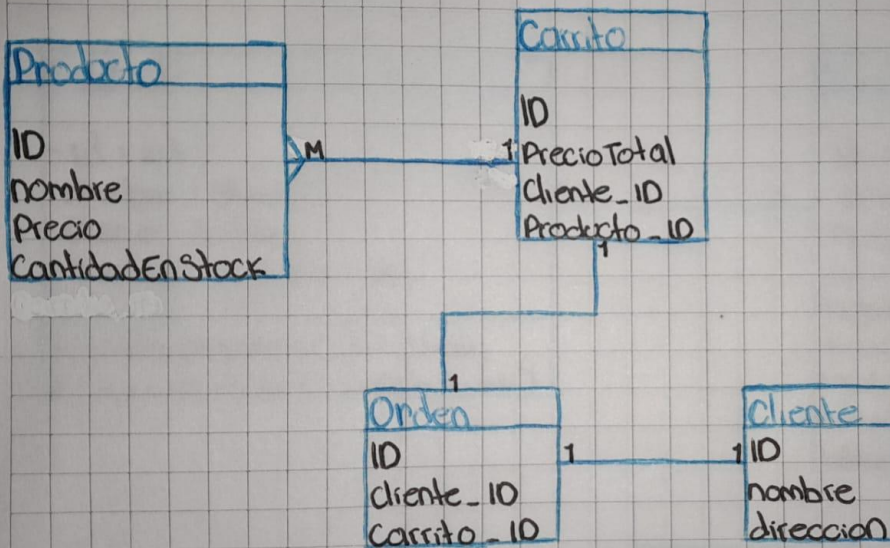 Producto
ID
nombre
Precio
CantidadEnStock
M
1
Carrito
ID
PrecioTotal
Cliente_ID
Producto_ID
1
1
Orden
ID
cliente_ID
Carrito_ID
1
1
Cliente
ID
nombre
direccion